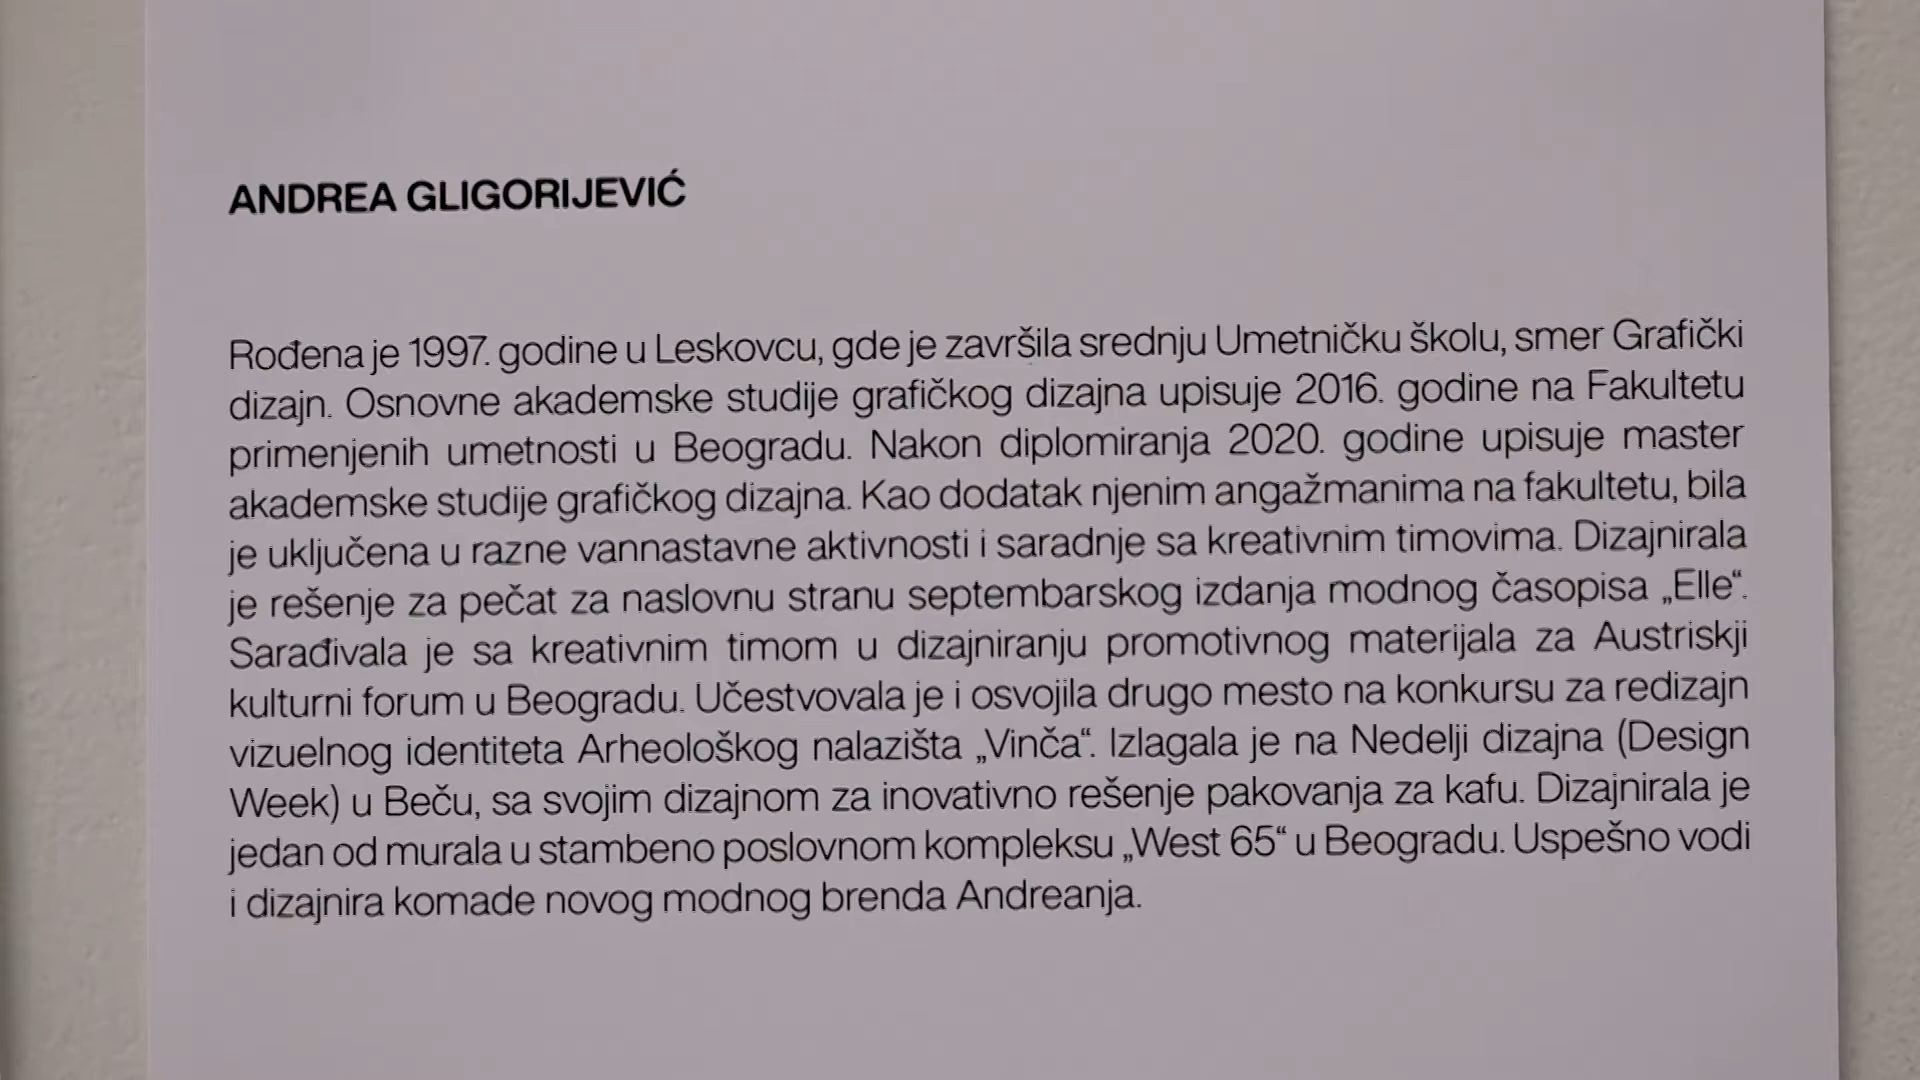 ANDREA GLIGORIJEVIĆ
Rođena je 1997. godine u Leskovcu, gde je završila srednju Umetničku školu, smer Grafički
dizajn. Osnovne akademske studije grafičkog dizajna upisuje 2016. godine na Fakultetu
primenjenih umetnosti u Beogradu. Nakon diplomiranja 2020. godine upisuje master
akademske studije grafičkog dizajna. Kao dodatak njenim angažmanima na fakultetu, bila
je uključena u razne vannastavne aktivnosti i saradnje sa kreativnim timovima. Dizajnirala
je rešenje za pečat za naslovnu stranu septembarskog izdanja modnog časopisa „Elle“.
Sarađivala je sa kreativnim timom u dizajniranju promotivnog materijala za Austriskji
kulturni forum u Beogradu. Učestvovala je i osvojila drugo mesto na konkursu za redizajn
vizuelnog identiteta Arheološkog nalazišta „Vinča“. Izlagala je na Nedelji dizajna (Design
Week) u Beču, sa svojim dizajnom za inovativno rešenje pakovanja za kafu. Dizajnirala je
jedan od murala u stambeno poslovnom kompleksu „West 65“ u Beogradu. Uspešno vodi
i dizajnira komade novog modnog brenda Andreanja.